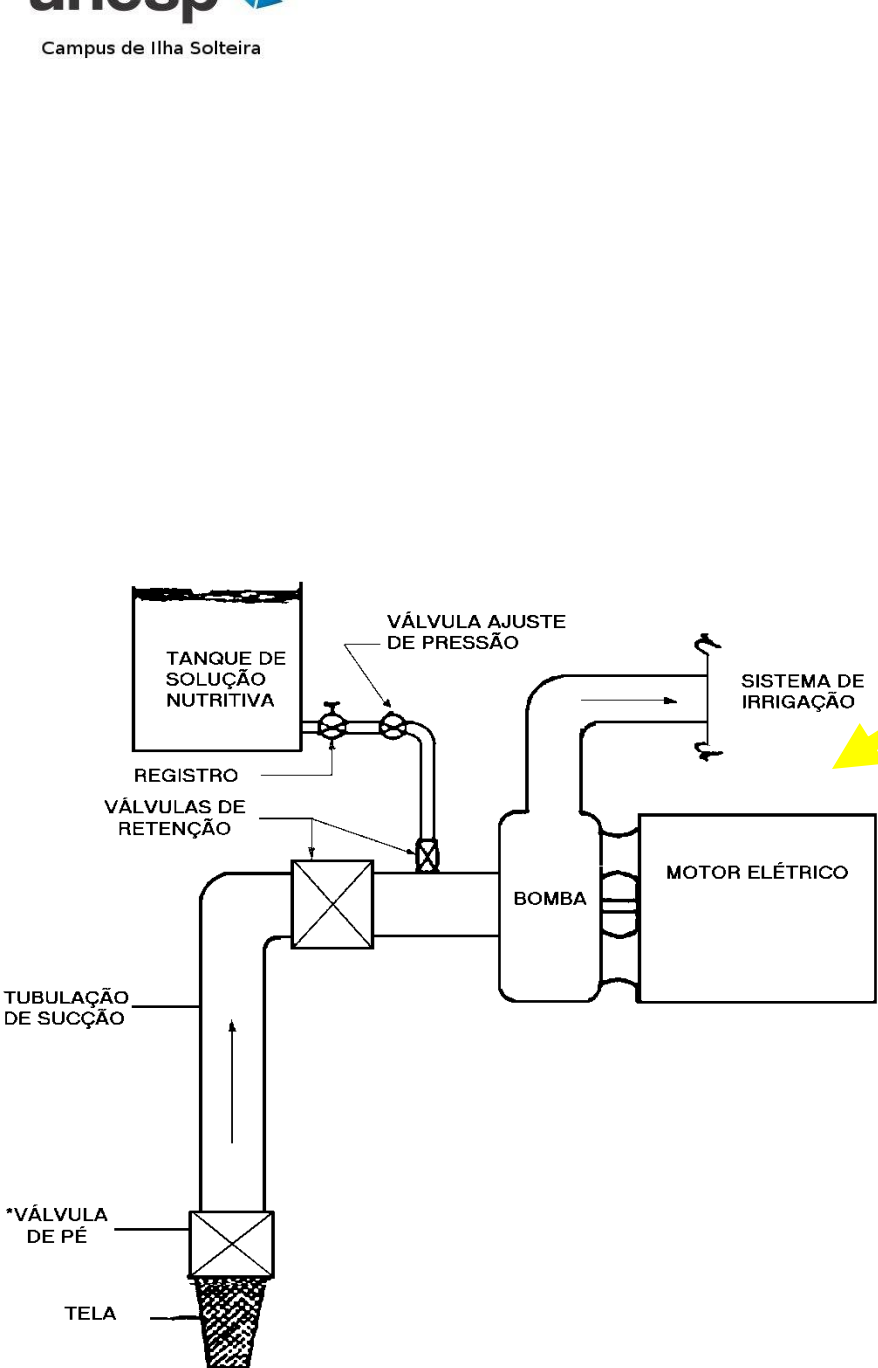 Campus de Ilha Solteira
VÁLVULA AJUSTE
DE PRESSÃO
TANQUE DE
SOLUÇÃO
NUTRITIVA
SISTEMA DE
IRRIGAÇÃO
REGISTRO
VÁLVULAS DE
RETENÇÃO
MOTOR ELÉTRICO
BOMBA
TUBULAÇÃO
DE SUCÇÃO
*VÁLVULA
DE PÉ
TELA